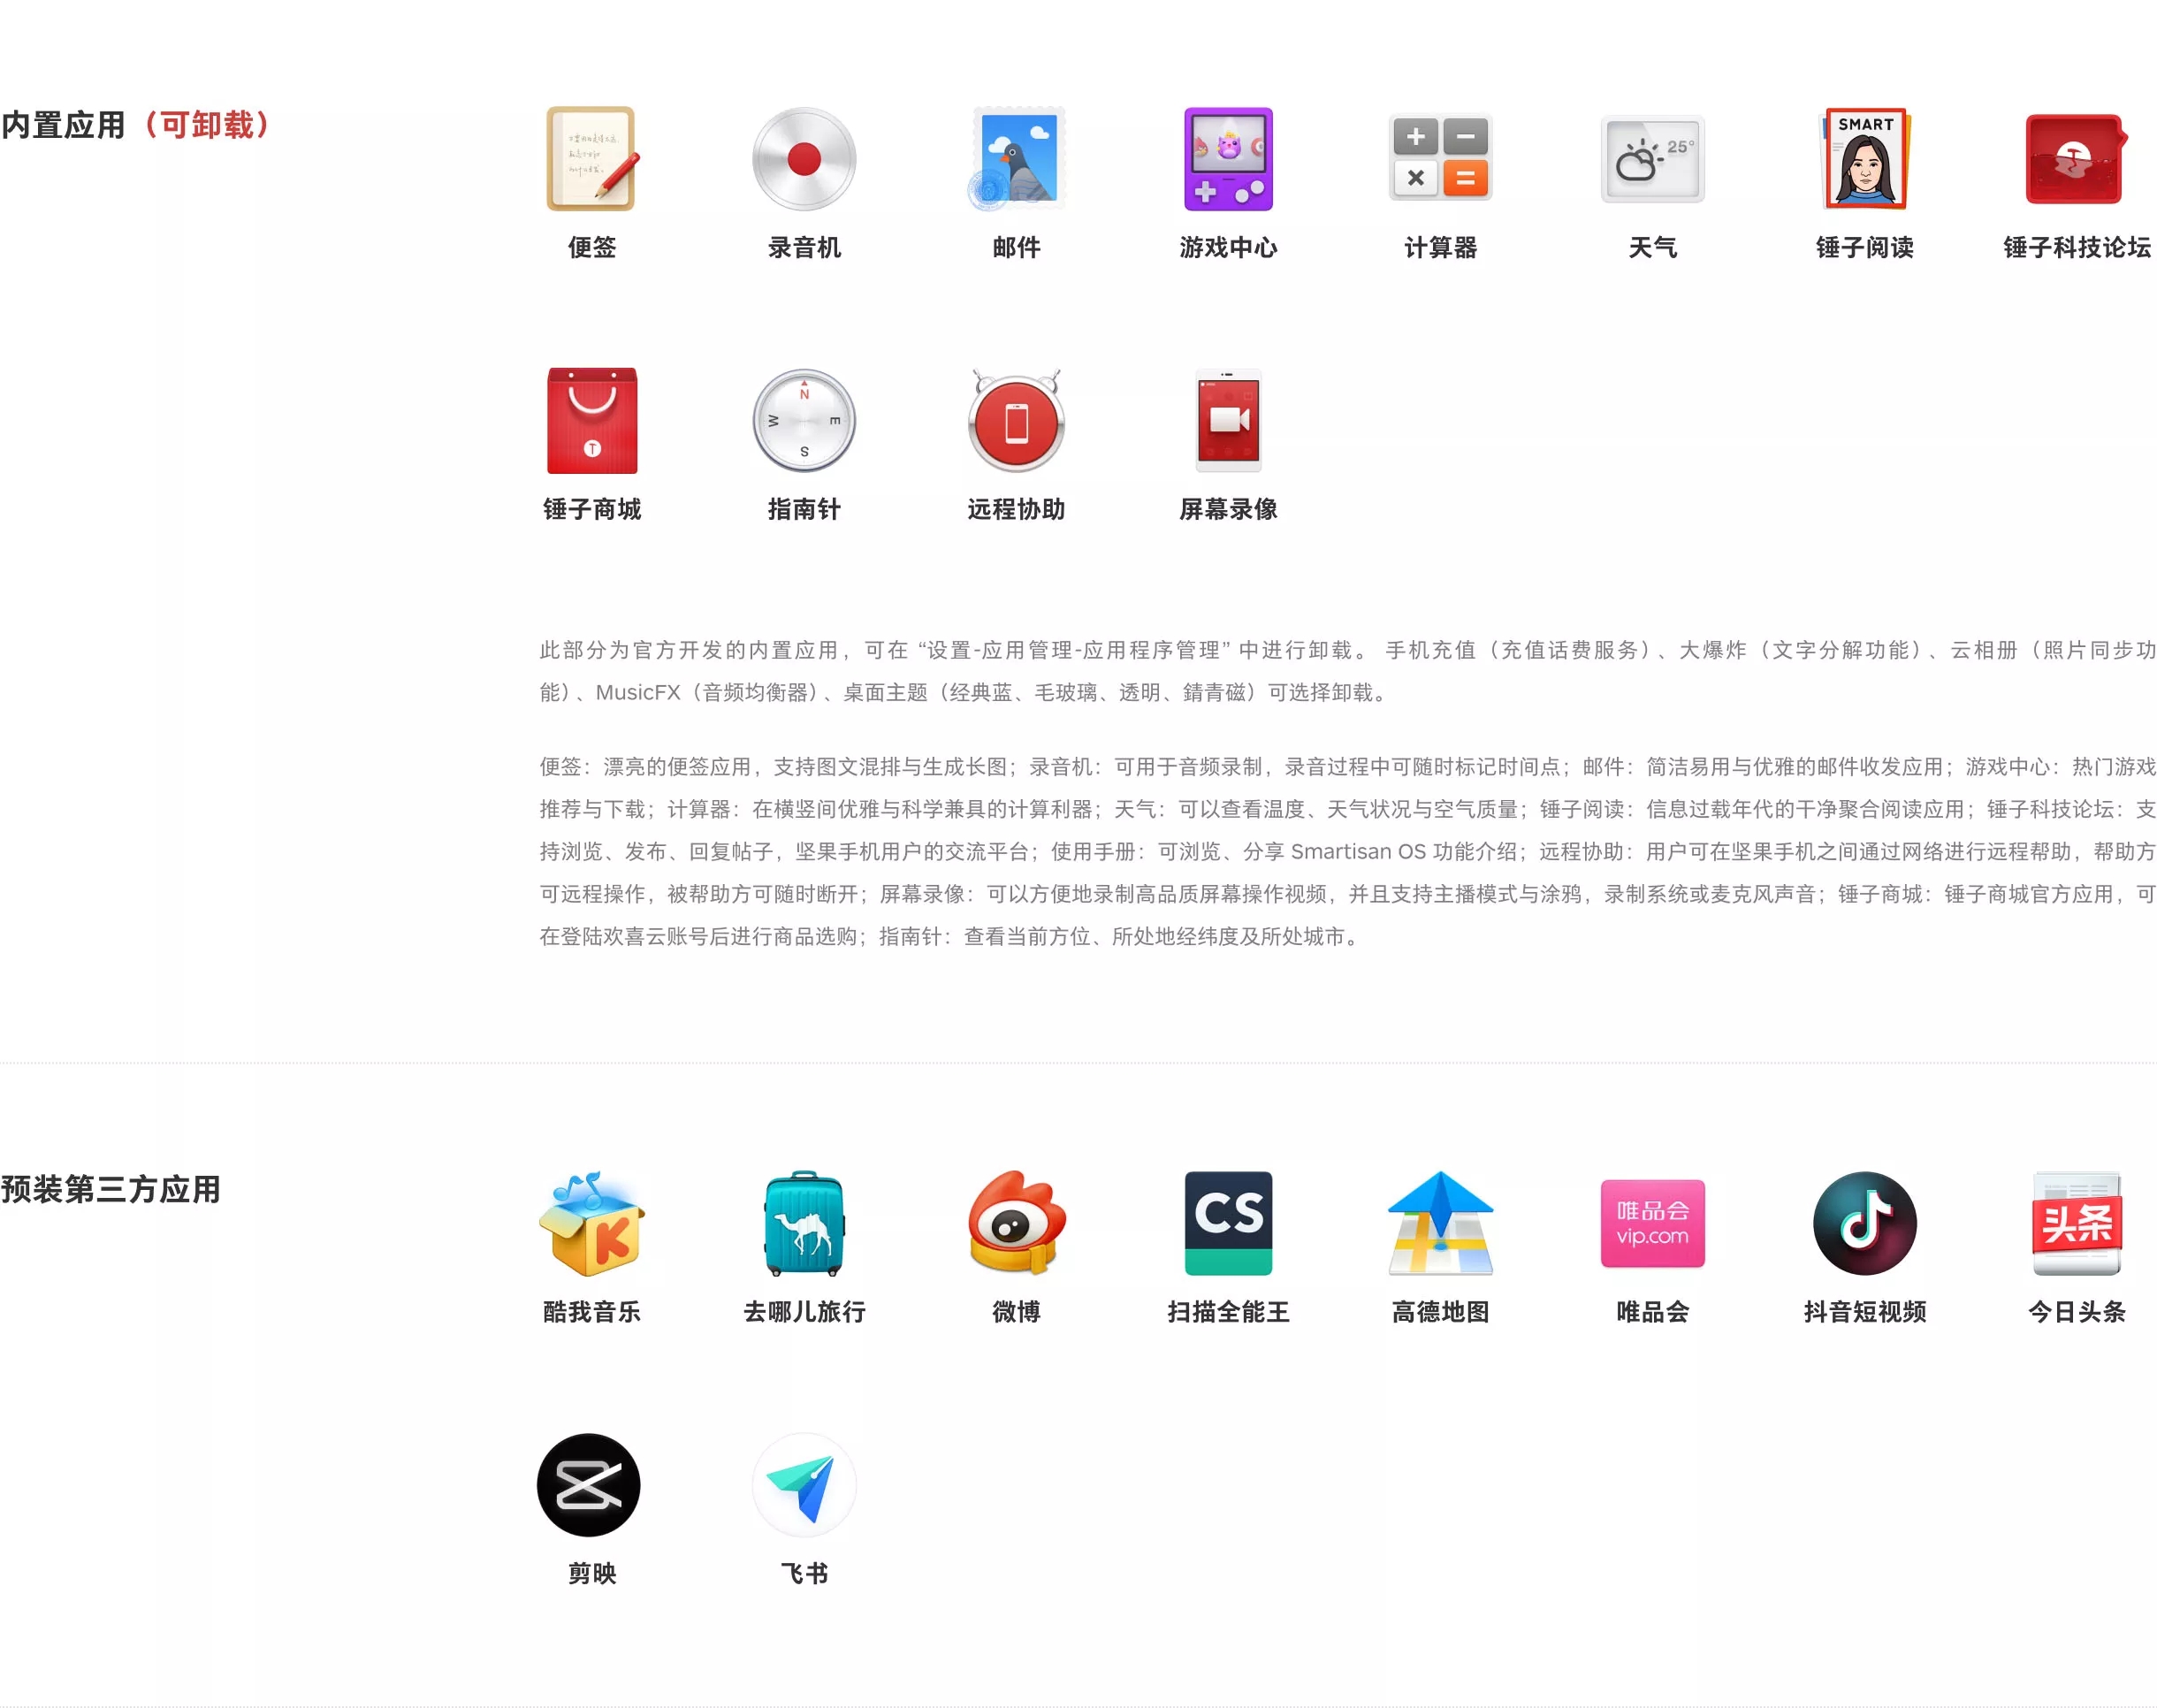 内置应用（可卸载）
SMART
25°
便签 录音机 邮件 游戏中心 计算器 天气 锤子阅读 锤子科技论坛
N
W E
S
T
锤子商城 指南针 远程协助 屏幕录像
此部分为官方开发的内置应用，可在 “设置-应用管理-应用程序管理” 中进行卸载。 手机充值（充值话费服务）、大爆炸（文字分解功能）、云相册（照片同步功
能）、MusicFX（音频均衡器）、桌面主题（经典蓝、毛玻璃、透明、錆青磁）可选择卸载。
便签：漂亮的便签应用，支持图文混排与生成长图；录音机：可用于音频录制，录音过程中可随时标记时间点；邮件：简洁易用与优雅的邮件收发应用；游戏中心：热门游戏
推荐与下载；计算器：在横竖间优雅与科学兼具的计算利器；天气：可以查看温度、天气状况与空气质量；锤子阅读：信息过载年代的干净聚合阅读应用；锤子科技论坛：支
持浏览、发布、回复帖子，坚果手机用户的交流平台；使用手册：可浏览、分享 Smartisan OS 功能介绍；远程协助：用户可在坚果手机之间通过网络进行远程帮助，帮助方
可远程操作，被帮助方可随时断开；屏幕录像：可以方便地录制高品质屏幕操作视频，并且支持主播模式与涂鸦，录制系统或麦克风声音；锤子商城：锤子商城官方应用，可
在登陆欢喜云账号后进行商品选购；指南针：查看当前方位、所处地经纬度及所处城市。
预装第三方应用
K
CS
唯品会
vip.com
头条
酷我音乐 去哪儿旅行 微博 扫描全能王 高德地图 唯品会 抖音短视频 今日头条
剪映 飞书